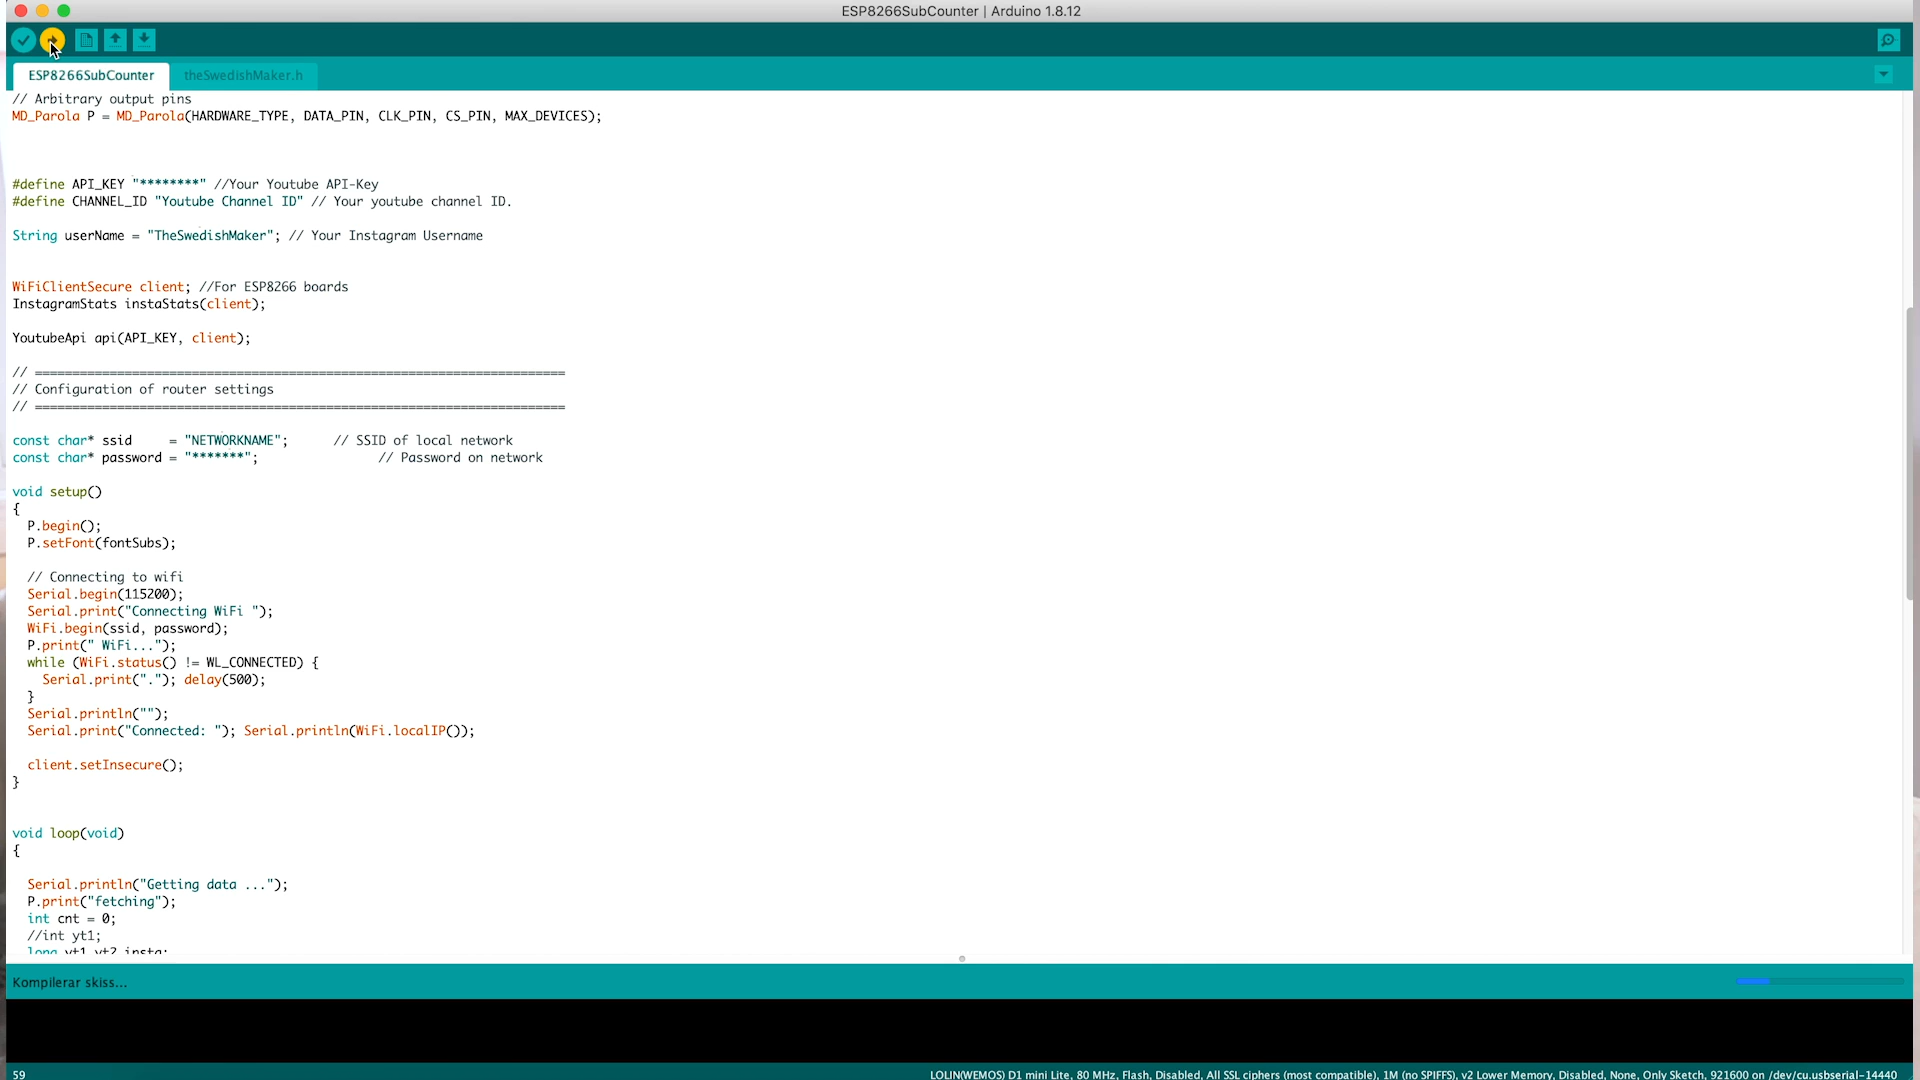 ESP8266SubCounter | Arduino 1.8.12
ESP8266SubCounter theSwedishMaker.h
// Arbitrary output pins
MD_Parola P = MD_Parola(HARDWARE_TYPE, DATA_PIN, CLK_PIN, CS_PIN, MAX_DEVICES);
#define API_KEY "********" //Your Youtube API-Key
#define CHANNEL_ID "Youtube Channel ID" // Your youtube channel ID.
String userName = "TheSwedishMaker"; // Your Instagram Username
WiFiClientSecure client; //For ESP8266 boards
InstagramStats instaStats(client);
YoutubeApi api(API_KEY, client);
// =======================================================================
// Configuration of router settings
// =======================================================================
const char* ssid     = "NETWORKNAME";      // SSID of local network
const char* password = "*******";                // Password on network
void setup()
{
  P.begin();
  P.setFont(fontSubs);
  // Connecting to wifi
  Serial.begin(115200);
  Serial.print("Connecting WiFi ");
  WiFi.begin(ssid, password);
  P.print(" WiFi...");
  while (WiFi.status() != WL_CONNECTED) {
    Serial.print("."); delay(500);
  }
  Serial.println("");
  Serial.print("Connected: "); Serial.println(WiFi.localIP());
  client.setInsecure();
}
void loop(void)
{
  Serial.println("Getting data ...");
  P.print("fetching");
  int cnt = 0;
  //int yt1;
  long yt1,yt2,insta;
Kompilerar skiss...
59 LOLIN(WEMOS) D1 mini Lite, 80 MHz, Flash, Disabled, All SSL ciphers (most compatible), 1M (no SPIFFS), v2 Lower Memory, Disabled, None, Only Sketch, 921600 on /dev/cu.usbserial-14440